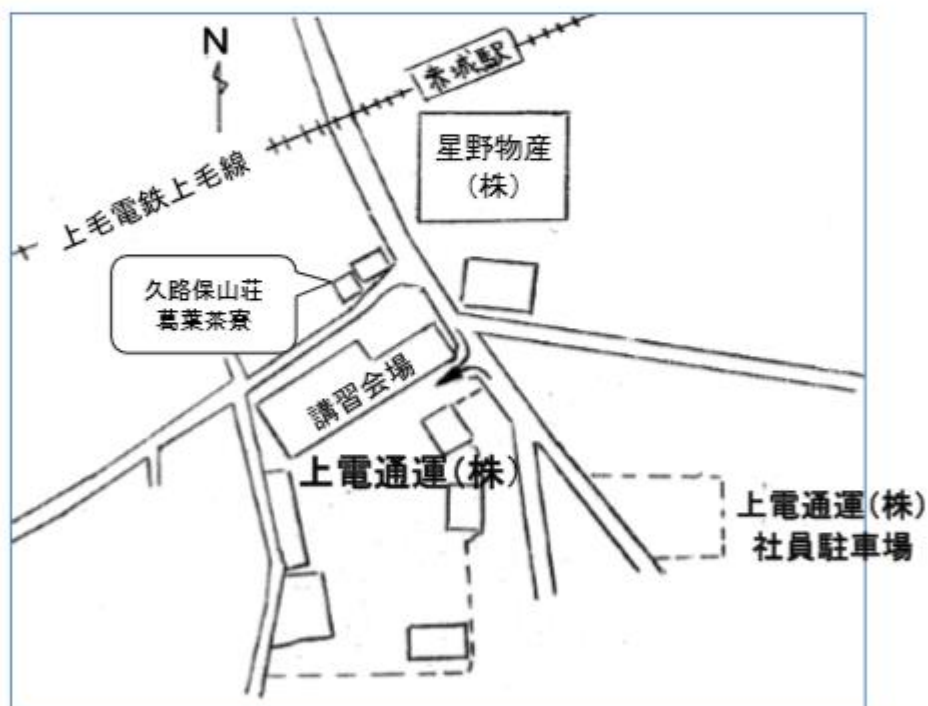 N
赤城駅
星野物産
(株)
上毛電鉄上毛線
久路保山荘
葛葉茶寮
講習会場
上電通運(株)
上電通運(株)
社員駐車場